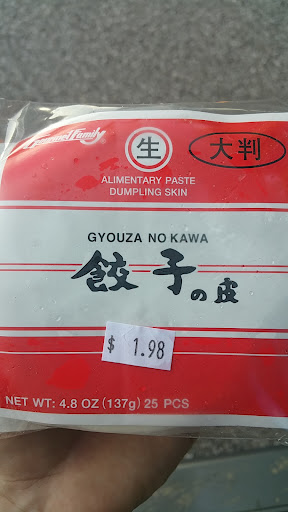 Family
生
大判
ALIMENTARY PASTE
DUMPLING SKIN
GYOUZA NO KAWA
餃子の皮
$ 1.98
NET WT: 4.8 OZ (137g) 25 PCS